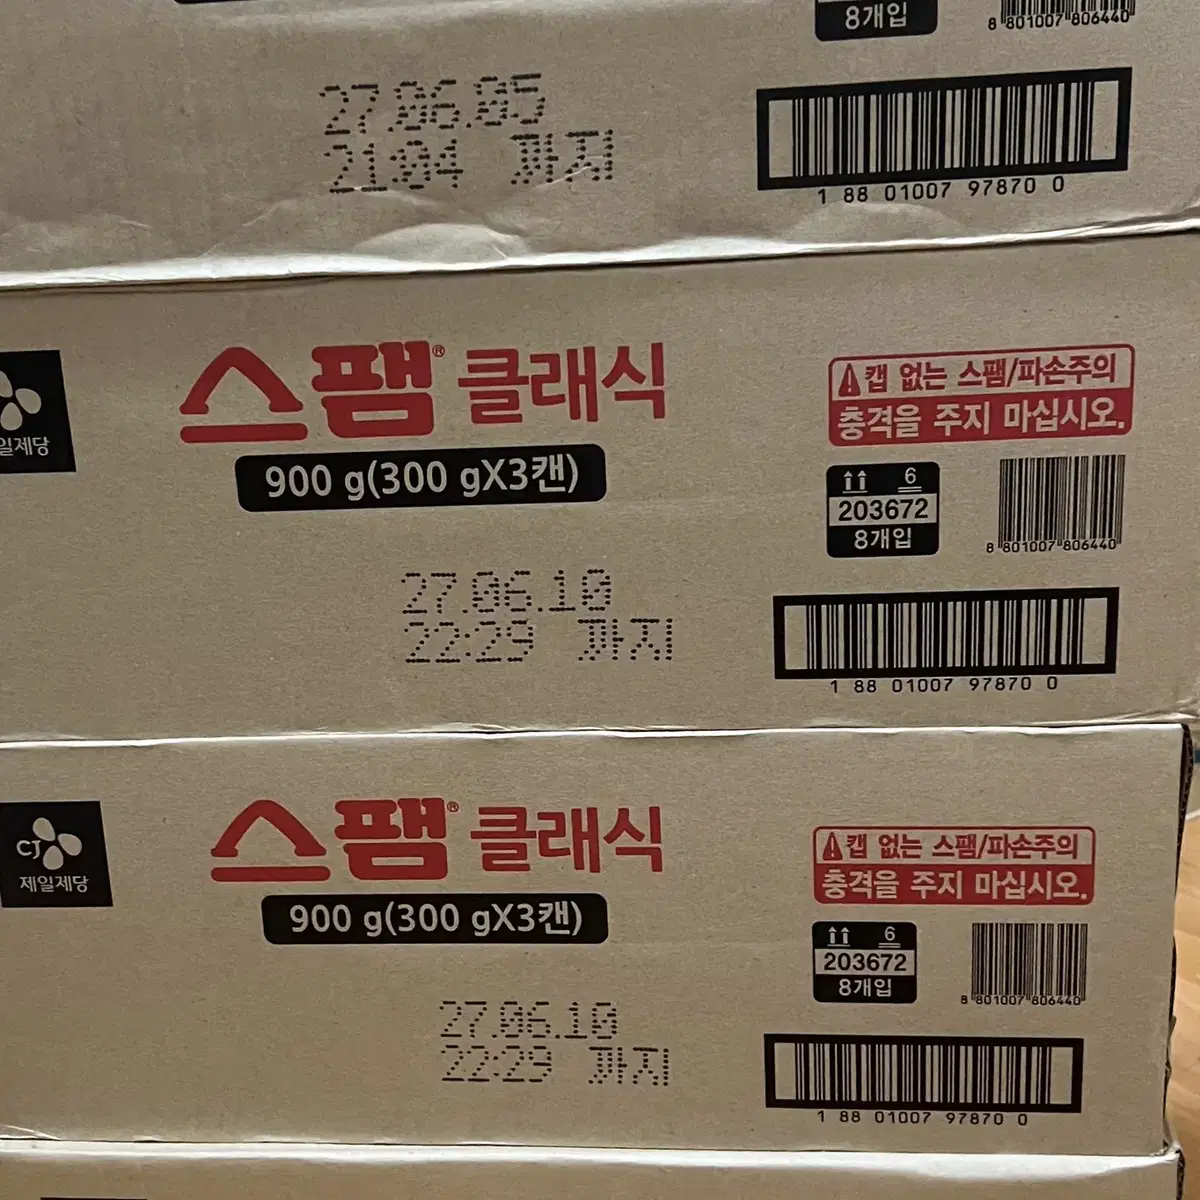 8개입
8 801007 806440
27.06.05
21:04 까지
1 88 01007 97870 0
제일제당
스팸® 클래식
900 g(300 gX3캔)
캡 없는 스팸/파손주의
충격을 주지 마십시오.
6
203672
8개입
8 801007 806440
27.06.10
22:29 까지
1 88 01007 97870 0
CJ
제일제당
스팸® 클래식
900 g(300 gX3캔)
캡 없는 스팸/파손주의
충격을 주지 마십시오.
6
203672
8개입
8 801007 806440
27.06.10
22:29 까지
1 88 01007 97870 0